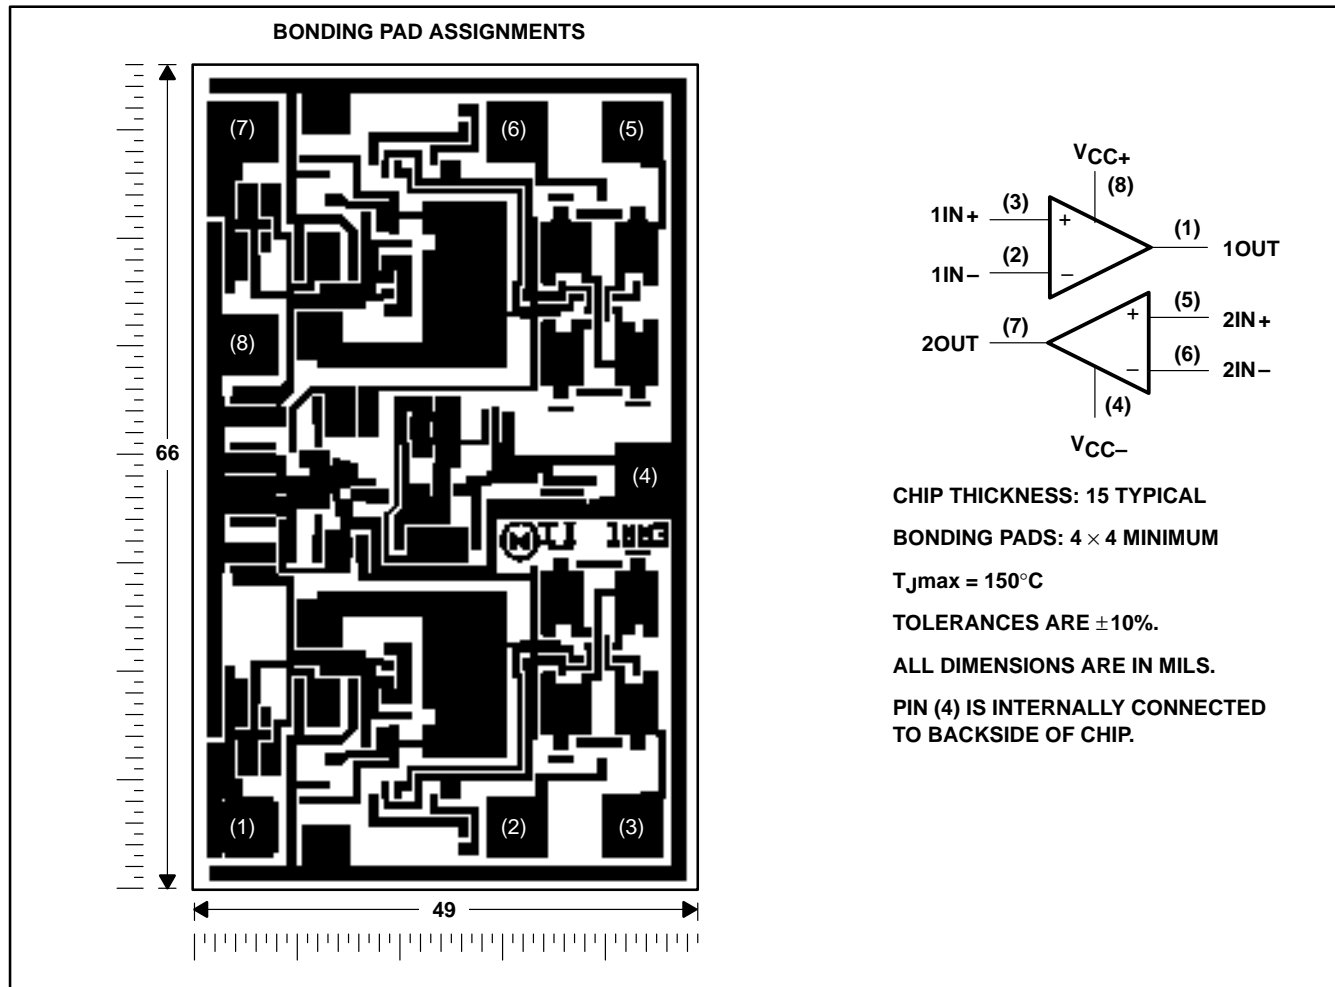 BONDING PAD ASSIGNMENTS
(7)
(6)
(5)
(8)
(4)
(1)
(2)
(3)
66
49
VCC+
(8)
1IN+
(3)
+
(1)
1OUT
1IN−
(2)
−
(5)
2IN+
+
2OUT
(7)
(6)
2IN−
−
(4)
VCC−
CHIP THICKNESS: 15 TYPICAL
BONDING PADS: 4 × 4 MINIMUM
TJmax = 150°C
TOLERANCES ARE ±10%.
ALL DIMENSIONS ARE IN MILS.
PIN (4) IS INTERNALLY CONNECTED
TO BACKSIDE OF CHIP.